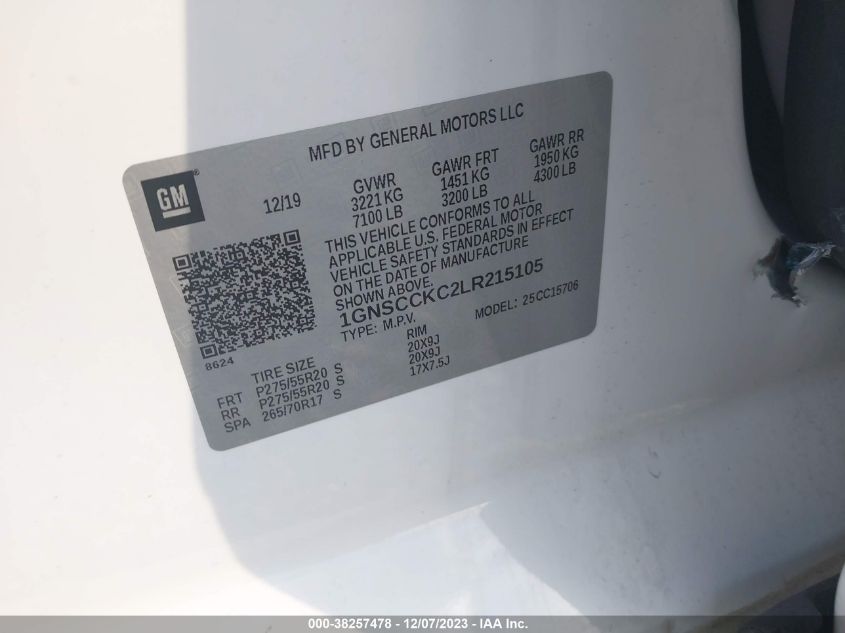 MFD BY GENERAL MOTORS LLC
GM
®
12/19
GVWR
3221 KG
7100 LB
GAWR FRT
1451 KG
3200 LB
GAWR RR
1950 KG
4300 LB
THIS VEHICLE CONFORMS TO ALL
APPLICABLE U.S. FEDERAL MOTOR
VEHICLE SAFETY STANDARDS IN EFFECT
ON THE DATE OF MANUFACTURE
SHOWN ABOVE.
1GNSCCKC2LR215105
TYPE: M.P.V.
MODEL: 25CC15706
8624
TIRE SIZE
RIM
FRT P275/55R20 S 20X9J
RR P275/55R20 S 20X9J
SPA 265/70R17 S 17X7.5J
000-38257478 - 12/07/2023 - IAA Inc.